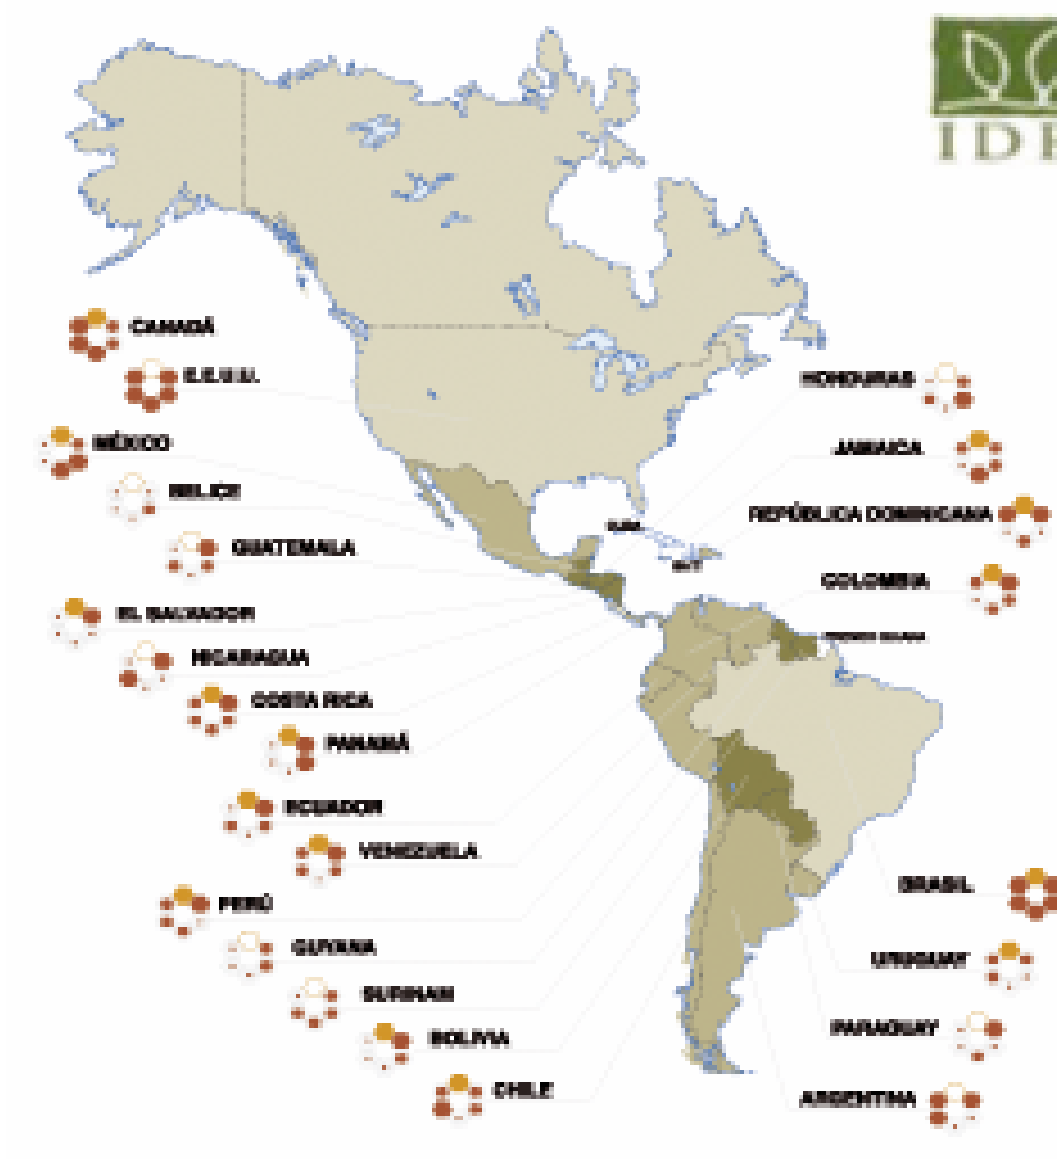 IDR
CANADÁ
E.E.U.U.
MÉXICO
BELICE
GUATEMALA
EL SALVADOR
NICARAGUA
COSTA RICA
PANAMÁ
ECUADOR
VENEZUELA
PERÚ
GUYANA
SURINAM
BOLIVIA
CHILE
HONDURAS
JAMAICA
REPÚBLICA DOMINICANA
COLOMBIA
BRASIL
URUGUAY
PARAGUAY
ARGENTINA